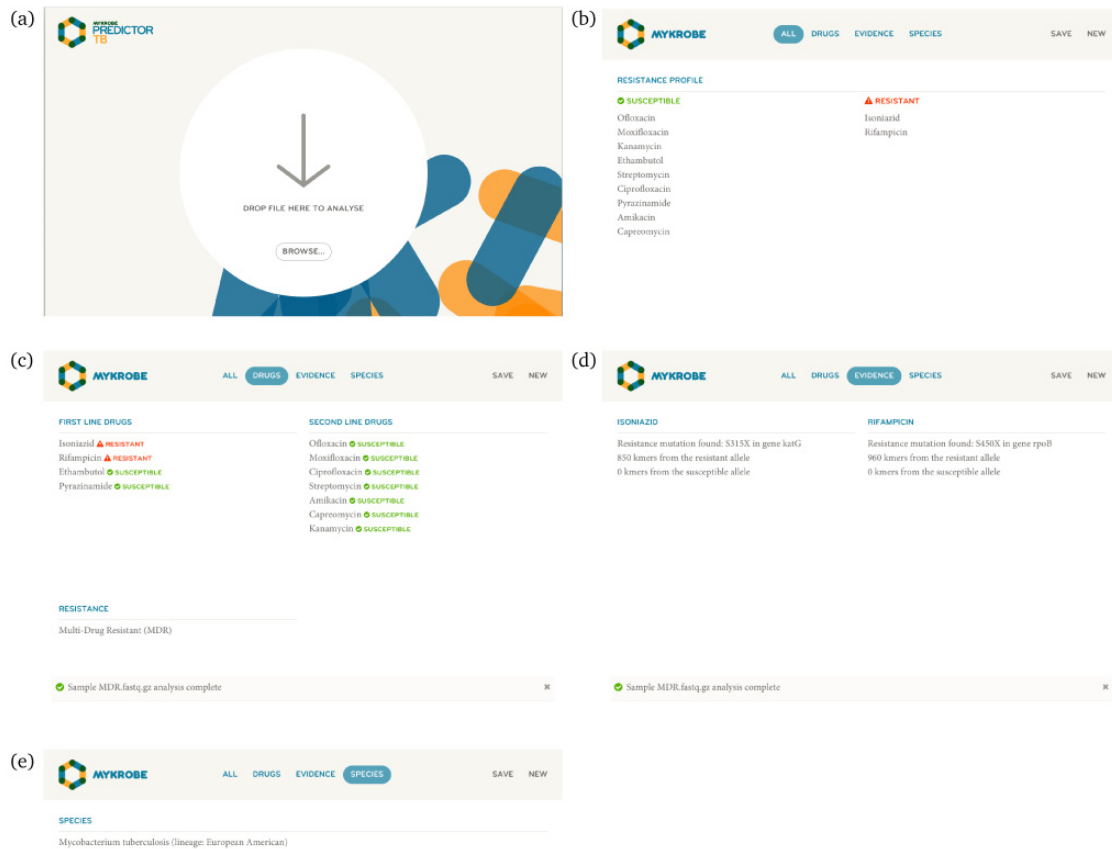 (a)
MYKROBE
PREDICTOR
TB
DROP FILE HERE TO ANALYSE
BROWSE...
(b)
MYKROBE ALL DRUGS EVIDENCE SPECIES SAVE NEW
RESISTANCE PROFILE
SUSCEPTIBLE
Ofloxacin
Moxifloxacin
Kanamycin
Ethambutol
Streptomycin
Ciprofloxacin
Pyrazinamide
Amikacin
Capreomycin
RESISTANT
Isoniazid
Rifampicin
(c)
MYKROBE ALL DRUGS EVIDENCE SPECIES SAVE NEW
FIRST LINE DRUGS
Isoniazid RESISTANT
Rifampicin RESISTANT
Ethambutol SUSCEPTIBLE
Pyrazinamide SUSCEPTIBLE
SECOND LINE DRUGS
Ofloxacin SUSCEPTIBLE
Moxifloxacin SUSCEPTIBLE
Ciprofloxacin SUSCEPTIBLE
Streptomycin SUSCEPTIBLE
Amikacin SUSCEPTIBLE
Capreomycin SUSCEPTIBLE
Kanamycin SUSCEPTIBLE
RESISTANCE
Multi-Drug Resistant (MDR)
Sample MDR.fastq.gz analysis complete
(d)
MYKROBE ALL DRUGS EVIDENCE SPECIES SAVE NEW
ISONIAZID
Resistance mutation found: S315X in gene katG
850 kmers from the resistant allele
0 kmers from the susceptible allele
RIFAMPICIN
Resistance mutation found: S450X in gene rpoB
960 kmers from the resistant allele
0 kmers from the susceptible allele
Sample MDR.fastq.gz analysis complete
(e)
MYKROBE ALL DRUGS EVIDENCE SPECIES SAVE NEW
SPECIES
Mycobacterium tuberculosis (lineage: European American)